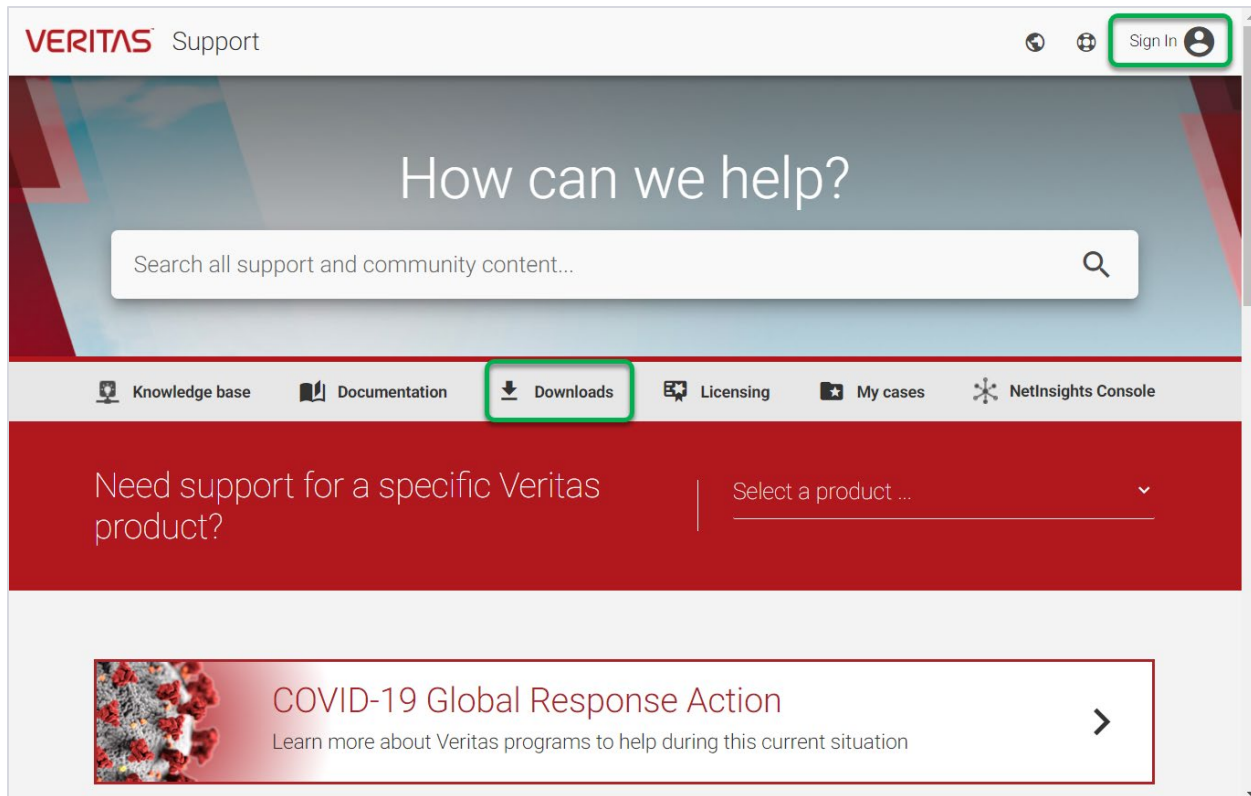 VERITAS Support
Sign In
How can we help?
Search all support and community content...
Knowledge base Documentation Downloads Licensing My cases NetInsights Console
Need support for a specific Veritas
product?
Select a product ...
COVID-19 Global Response Action
Learn more about Veritas programs to help during this current situation